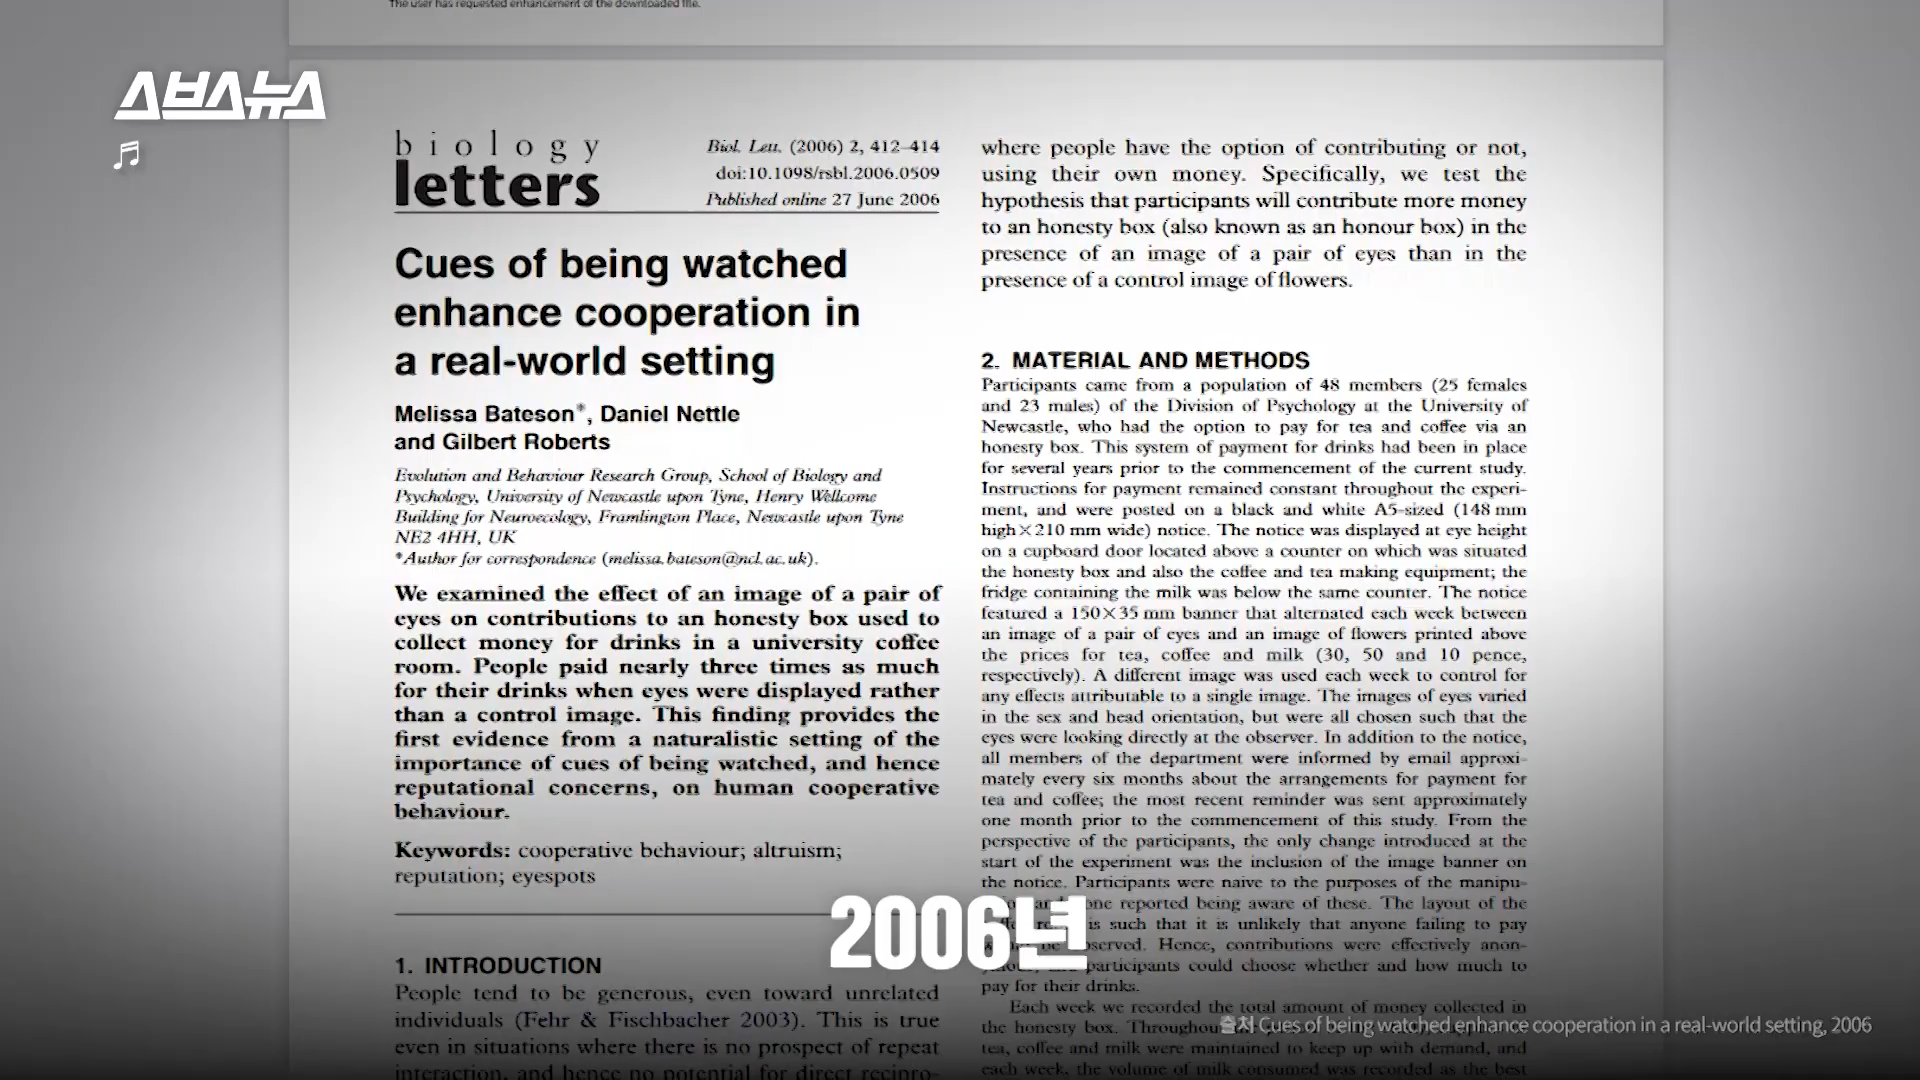 The user has requested enhancement of the downloaded file.
스브스뉴스
biology
letters
Biol. Lett. (2006) 2, 412–414
doi:10.1098/rsbl.2006.0509
Published online 27 June 2006
Cues of being watched
enhance cooperation in
a real-world setting
Melissa Bateson*, Daniel Nettle
and Gilbert Roberts
Evolution and Behaviour Research Group, School of Biology and
Psychology, University of Newcastle upon Tyne, Henry Wellcome
Building for Neuroecology, Framlington Place, Newcastle upon Tyne
NE2 4HH, UK
*Author for correspondence (melissa.bateson@ncl.ac.uk).
We examined the effect of an image of a pair of
eyes on contributions to an honesty box used to
collect money for drinks in a university coffee
room. People paid nearly three times as much
for their drinks when eyes were displayed rather
than a control image. This finding provides the
first evidence from a naturalistic setting of the
importance of cues of being watched, and hence
reputational concerns, on human cooperative
behaviour.
Keywords: cooperative behaviour; altruism;
reputation; eyespots
1. INTRODUCTION
People tend to be generous, even toward unrelated
individuals (Fehr & Fischbacher 2003). This is true
even in situations where there is no prospect of repeat
interaction, and hence no potential for direct recipro-
where people have the option of contributing or not,
using their own money. Specifically, we test the
hypothesis that participants will contribute more money
to an honesty box (also known as an honour box) in the
presence of an image of a pair of eyes than in the
presence of a control image of flowers.
2. MATERIAL AND METHODS
Participants came from a population of 48 members (25 females
and 23 males) of the Division of Psychology at the University of
Newcastle, who had the option to pay for tea and coffee via an
honesty box. This system of payment for drinks had been in place
for several years prior to the commencement of the current study.
Instructions for payment remained constant throughout the experi-
ment, and were posted on a black and white A5-sized (148 mm
high×210 mm wide) notice. The notice was displayed at eye height
on a cupboard door located above a counter on which was situated
the honesty box and also the coffee and tea making equipment; the
fridge containing the milk was below the same counter. The notice
featured a 150×35 mm banner that alternated each week between
an image of a pair of eyes and an image of flowers printed above
the prices for tea, coffee and milk (30, 50 and 10 pence,
respectively). A different image was used each week to control for
any effects attributable to a single image. The images of eyes varied
in the sex and head orientation, but were all chosen such that the
eyes were looking directly at the observer. In addition to the notice,
all members of the department were informed by email approxi-
mately every six months about the arrangements for payment for
tea and coffee; the most recent reminder was sent approximately
one month prior to the commencement of this study. From the
perspective of the participants, the only change introduced at the
start of the experiment was the inclusion of the image banner on
the notice. Participants were naive to the purposes of the manipu-
one reported being aware of these. The layout of the
is such that it is unlikely that anyone failing to pay
observed. Hence, contributions were effectively anon-
participants could choose whether and how much to
pay for their drinks.
Each week we recorded the total amount of money collected in
the honesty box. Throughou
tea, coffee and milk were maintained to keep up with demand, and
each week, the volume of milk consumed was recorded as the best
2006년
출처 Cues of being watched enhance cooperation in a real-world setting, 2006